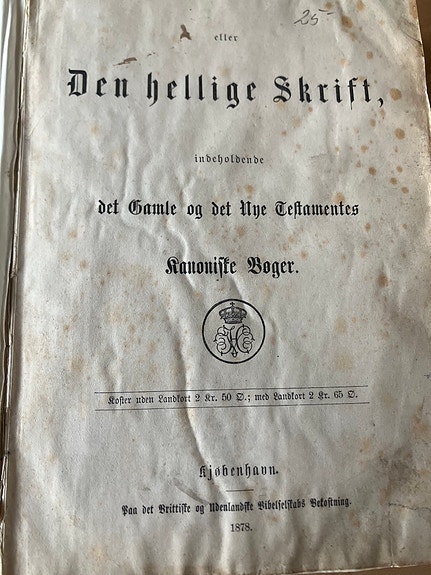 25-
eller
Den hellige Skrift,
indeholdende
det Gamle og det Nye Testamentes
Kanoniske Bøger.
Koster uden Landkort 2 Kr. 50 Ø.; med Landkort 2 Kr. 65 Ø.
Kjøbenhavn.
Paa det Brittiske og Udenlandske Bibelselskabs Bekostning.
1878.